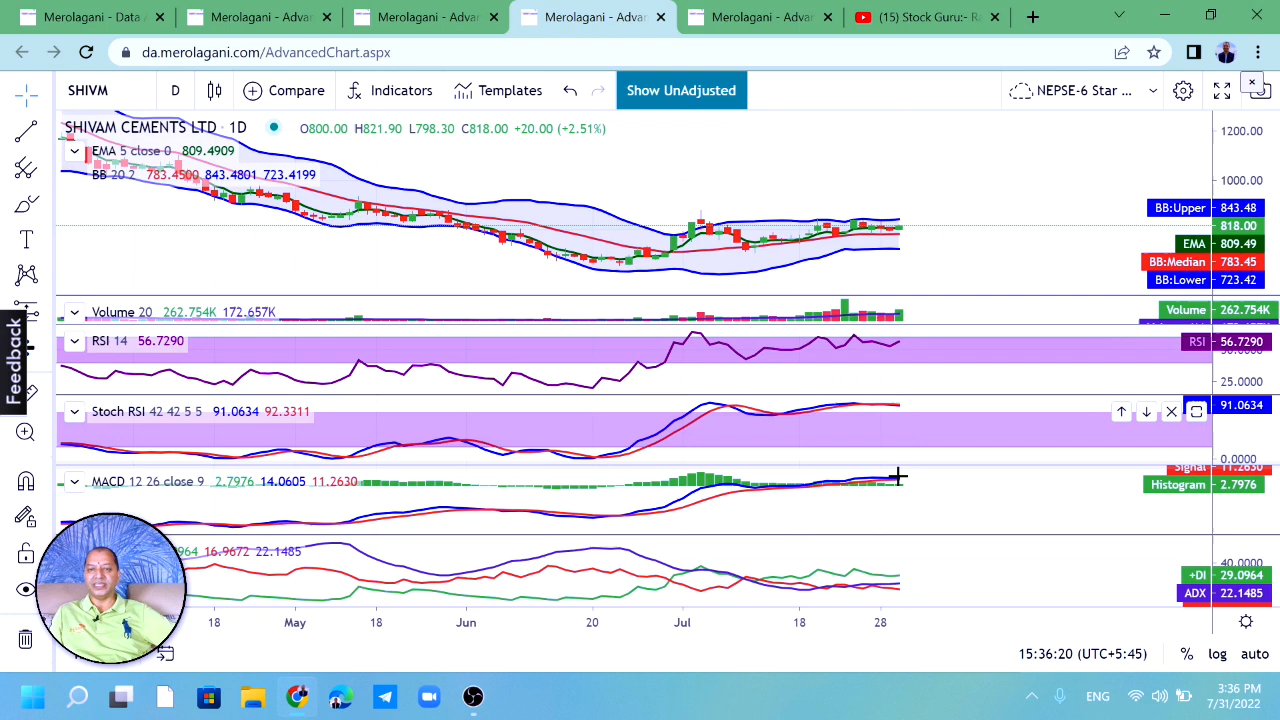 Merolagani - Data A
Merolagani - Advan
Merolagani - Advan
Merolagani - Advan
Merolagani - Advan
(15) Stock Guru:- Ra
da.merolagani.com/AdvancedChart.aspx
SHIVM D Compare Indicators Templates Show UnAdjusted NEPSE-6 Star ...
SHIVAM CEMENTS LTD · 1D O800.00 H821.90 L798.30 C818.00 +20.00 (+2.51%)
EMA 5 close 0 809.4909
BB 20 2 783.4500 843.4801 723.4199
1200.00
1000.00
BB:Upper 843.48
818.00
EMA 809.49
BB:Median 783.45
BB:Lower 723.42
Volume 20 262.754K 172.657K
Volume 262.754K
RSI 14 56.7290
RSI 56.7290
25.0000
Stoch RSI 42 42 5 5 91.0634 92.3311
91.0634
0.0000
MACD 12 26 close 9 2.7976 14.0605 11.2630
Signal 11.2630
Histogram 2.7976
16.9672 22.1485
40.0000
+DI 29.0964
ADX 22.1485
Feedback
18 May 18 Jun 20 Jul 18 28
15:36:20 (UTC+5:45) % log auto
ENG
3:36 PM
7/31/2022